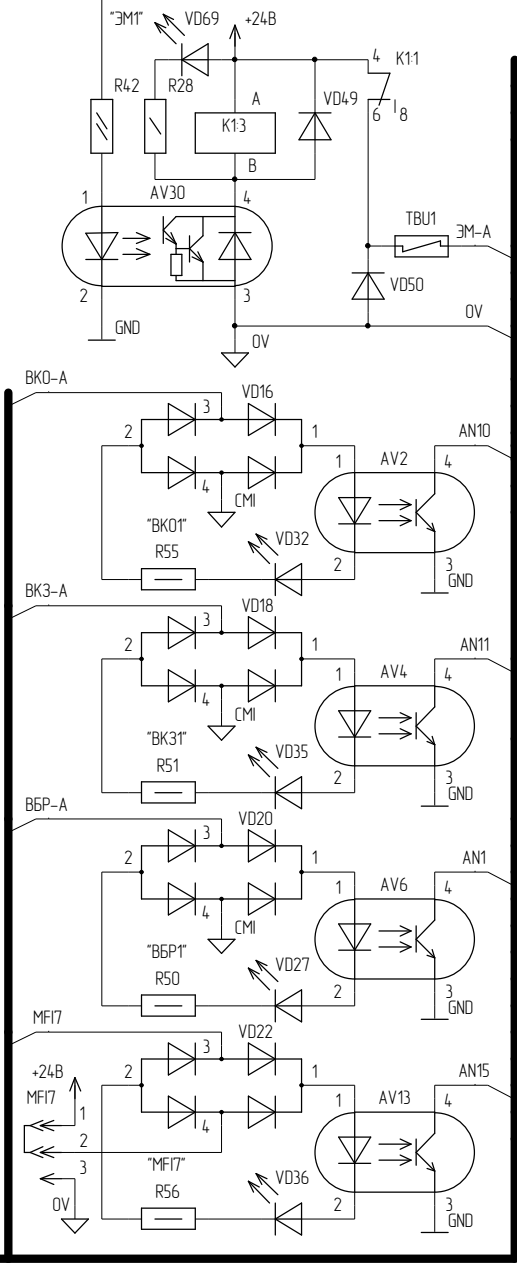 "ЭМ1"
VD69
+24В
R42
R28
A
К1:3
B
VD49
4
К1:1
6
8
1
AV30
4
TBU1
ЭМ-А
2
3
VD50
GND
0V
0V
ВК0-А
3
VD16
2
1
AN10
1
AV2
4
4
CMI
"ВК01"
R55
VD32
2
3
GND
ВКЗ-А
3
VD18
2
1
AN11
1
AV4
4
4
CMI
"ВКЗ1"
R51
VD35
2
3
GND
ВБР-А
3
VD20
2
1
AN1
1
AV6
4
4
CMI
"ВБР1"
R50
VD27
2
3
GND
MFI7
3
VD22
+24В
MFI7
2
1
AN15
1
1
AV13
4
4
2
3
"MFI7"
0V
R56
VD36
2
3
GND